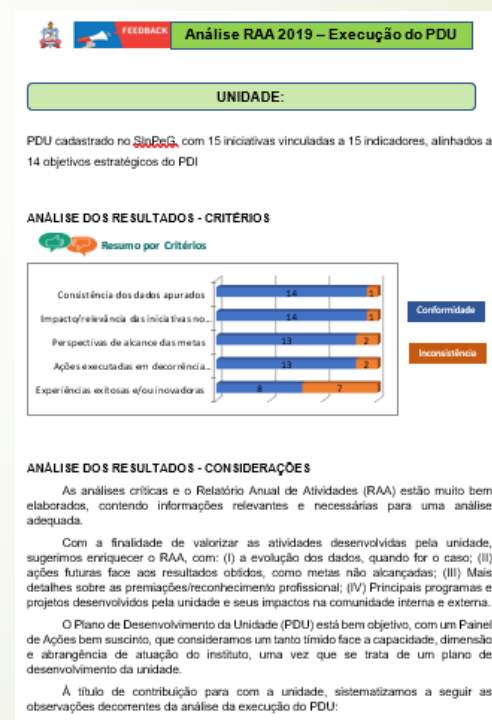 FEEDBACK
Análise RAA 2019 – Execução do PDU
UNIDADE:
PDU cadastrado no SInPeG, com 15 iniciativas vinculadas a 15 indicadores, alinhados a
14 objetivos estratégicos do PDI
ANÁLISE DOS RESULTADOS - CRITÉRIOS
Resumo por Critérios
Consistência dos dados apurados 14 1
Impacto/relevância das iniciativas no... 14 1
Perspectivas de alcance das metas 13 2
Ações executadas em decorrência... 13 2
Experiências exitosas e/ou inovadoras 8 7
Conformidade
Inconsistência
ANÁLISE DOS RESULTADOS - CONSIDERAÇÕES
As análises críticas e o Relatório Anual de Atividades (RAA) estão muito bem
elaborados, contendo informações relevantes e necessárias para uma análise
adequada.
Com a finalidade de valorizar as atividades desenvolvidas pela unidade,
sugerimos enriquecer o RAA, com: (I) a evolução dos dados, quando for o caso; (II)
ações futuras face aos resultados obtidos, como metas não alcançadas; (III) Mais
detalhes sobre as premiações/reconhecimento profissional; (IV) Principais programas e
projetos desenvolvidos pela unidade e seus impactos na comunidade interna e externa.
O Plano de Desenvolvimento da Unidade (PDU) está bem objetivo, com um Painel
de Ações bem suscinto, que consideramos um tanto tímido face a capacidade, dimensão
e abrangência de atuação do instituto, uma vez que se trata de um plano de
desenvolvimento da unidade.
À título de contribuição para com a unidade, sistematizamos a seguir as
observações decorrentes da análise da execução do PDU: